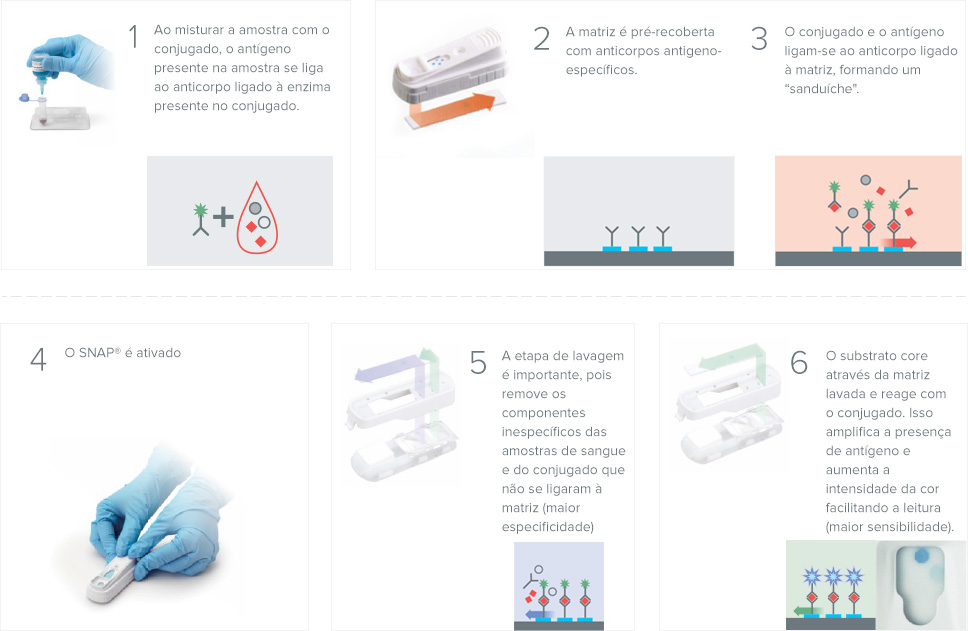 1
Ao misturar a amostra com o
conjugado, o antígeno
presente na amostra se liga
ao anticorpo ligado à enzima
presente no conjugado.
2
A matriz é pré-recoberta
com anticorpos antigeno-
específicos.
3
O conjugado e o antígeno
ligam-se ao anticorpo ligado
à matriz, formando um
“sanduíche”.
4
O SNAP® é ativado
5
A etapa de lavagem
é importante, pois
remove os
componentes
inespecíficos das
amostras de sangue
e do conjugado que
não se ligaram à
matriz (maior
especificidade)
6
O substrato core
através da matriz
lavada e reage com
o conjugado. Isso
amplifica a presença
de antígeno e
aumenta a
intensidade da cor
facilitando a leitura
(maior sensibilidade).